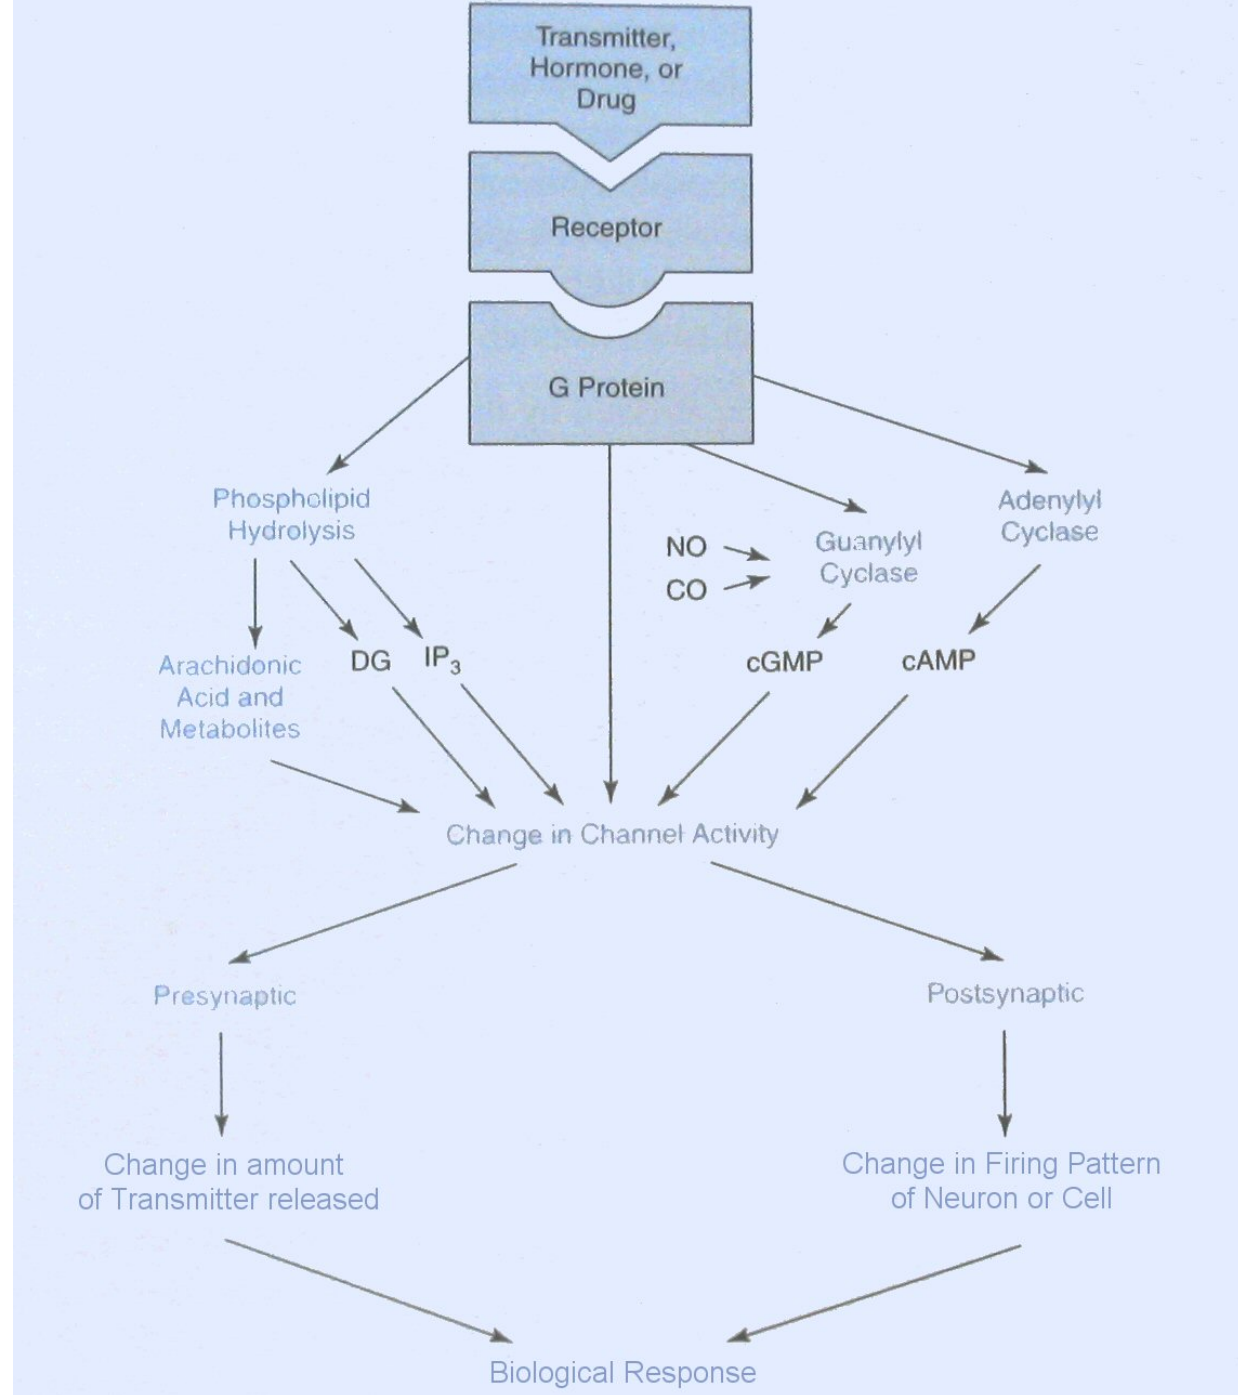 Transmitter,
Hormone, or
Drug
Receptor
G Protein
Phospholipid
Hydrolysis
Adenylyl
Cyclase
NO
CO
Guanylyl
Cyclase
Arachidonic
Acid and
Metabolites
DG
IP₃
cGMP
cAMP
Change in Channel Activity
Presynaptic
Postsynaptic
Change in amount
of Transmitter released
Change in Firing Pattern
of Neuron or Cell
Biological Response